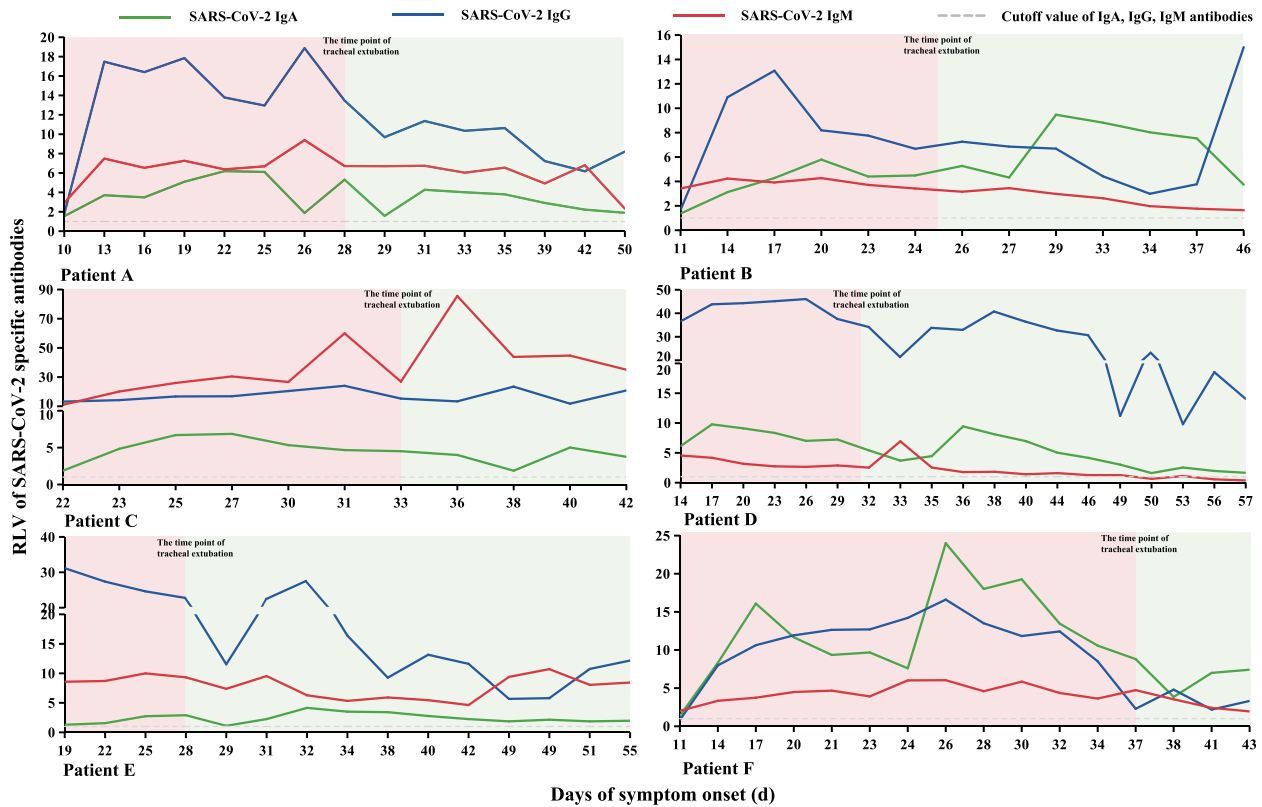 SARS-CoV-2 IgA
SARS-CoV-2 IgG
SARS-CoV-2 IgM
Cutoff value of IgA, IgG, IgM antibodies
RLV of SARS-CoV-2 specific antibodies
20
18
16
14
12
10
8
6
4
2
0
The time point of
tracheal extubation
10 13 16 19 22 25 26 28 29 31 33 35 39 42 50
Patient A
16
14
12
10
8
6
4
2
0
The time point of
tracheal extubation
11 14 17 20 23 24 26 27 29 33 34 37 46
Patient B
90
70
50
30
10
10
5
0
The time point of
tracheal extubation
22 23 25 27 30 31 33 36 38 40 42
Patient C
50
40
30
20
20
15
10
5
0
The time point of
tracheal extubation
14 17 20 23 26 29 32 33 35 36 38 40 44 46 49 50 53 56 57
Patient D
40
30
20
20
15
10
5
0
The time point of
tracheal extubation
19 22 25 28 29 31 32 34 38 40 42 49 49 51 55
Patient E
25
20
15
10
5
0
The time point of
tracheal extubation
11 14 17 20 21 23 24 26 28 30 32 34 37 38 41 43
Patient F
Days of symptom onset (d)